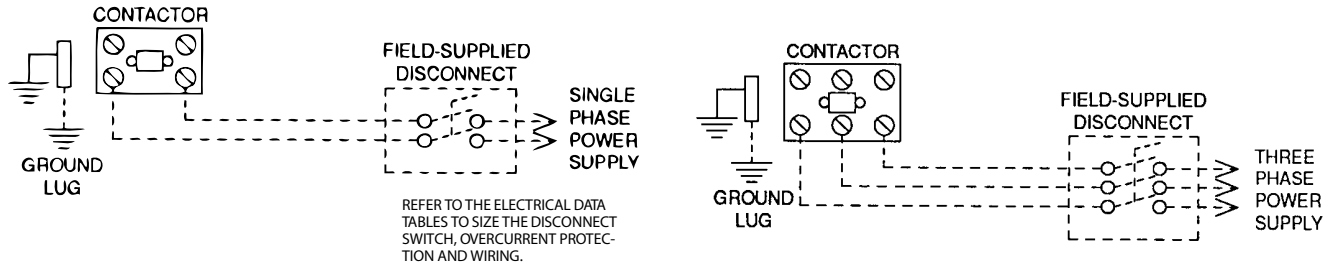 CONTACTOR
FIELD-SUPPLIED
DISCONNECT
SINGLE
PHASE
POWER
SUPPLY
GROUND
LUG
REFER TO THE ELECTRICAL DATA
TABLES TO SIZE THE DISCONNECT
SWITCH, OVERCURRENT PROTEC-
TION AND WIRING.
CONTACTOR
FIELD-SUPPLIED
DISCONNECT
THREE
PHASE
POWER
SUPPLY
GROUND
LUG